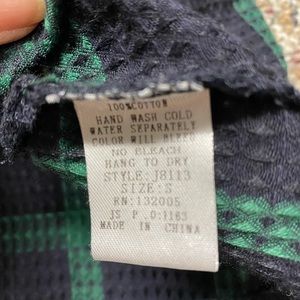 100%COTTON
HAND WASH COLD
WATER SEPARATELY
COLOR WILL BLEED
NO BLEACH
HANG TO DRY
STYLE: J8113
SIZE: S
RN: 132005
JS P.O:1163
MADE IN CHINA